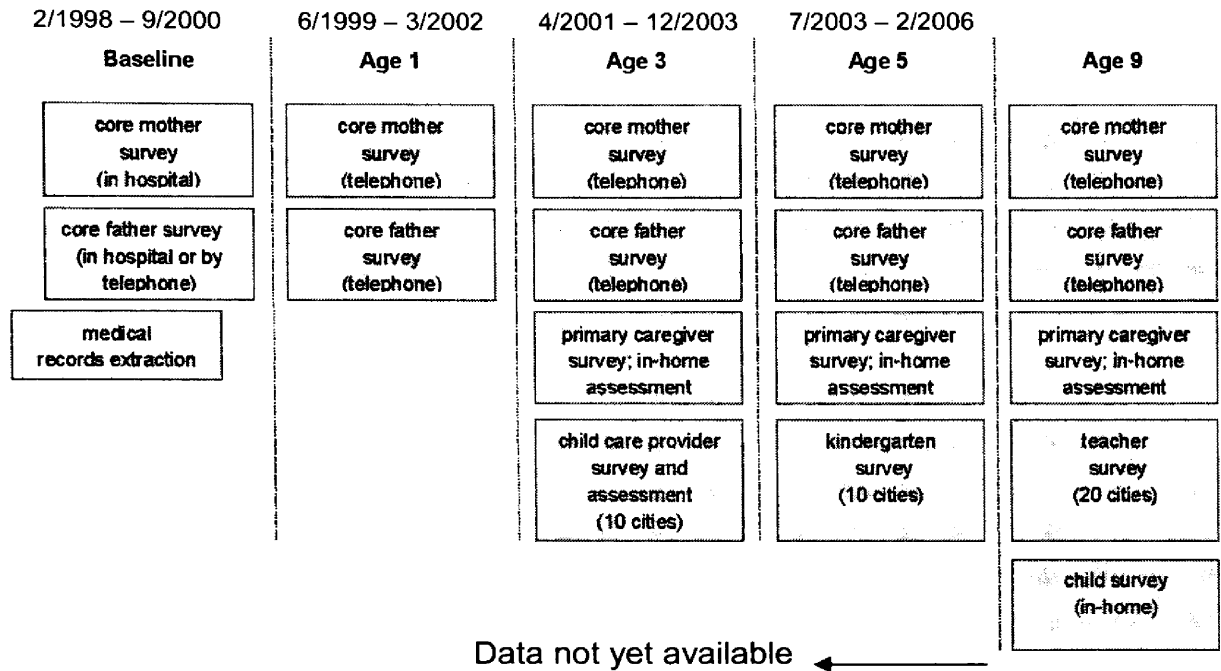 2/1998 – 9/2000
6/1999 – 3/2002
4/2001 – 12/2003
7/2003 – 2/2006
Baseline
Age 1
Age 3
Age 5
Age 9
core mother
survey
(in hospital)
core mother
survey
(telephone)
core mother
survey
(telephone)
core mother
survey
(telephone)
core mother
survey
(telephone)
core father survey
(in hospital or by
telephone)
core father
survey
(telephone)
core father
survey
(telephone)
core father
survey
(telephone)
core father
survey
(telephone)
medical
records extraction
primary caregiver
survey; in-home
assessment
primary caregiver
survey; in-home
assessment
primary caregiver
survey; in-home
assessment
child care provider
survey and
assessment
(10 cities)
kindergarten
survey
(10 cities)
teacher
survey
(20 cities)
child survey
(in-home)
Data not yet available